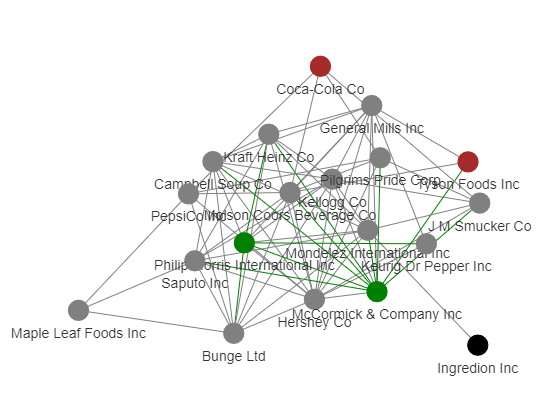 Coca-Cola Co
General Mills Inc
Kraft Heinz Co
Pilgrims Pride Corp
Tyson Foods Inc
Campbell Soup Co
Kellogg Co
PepsiCo Inc
Molson Coors Beverage Co
J M Smucker Co
Mondelez International Inc
Philip Morris International Inc
Keurig Dr Pepper Inc
Saputo Inc
McCormick & Company Inc
Hershey Co
Maple Leaf Foods Inc
Bunge Ltd
Ingredion Inc